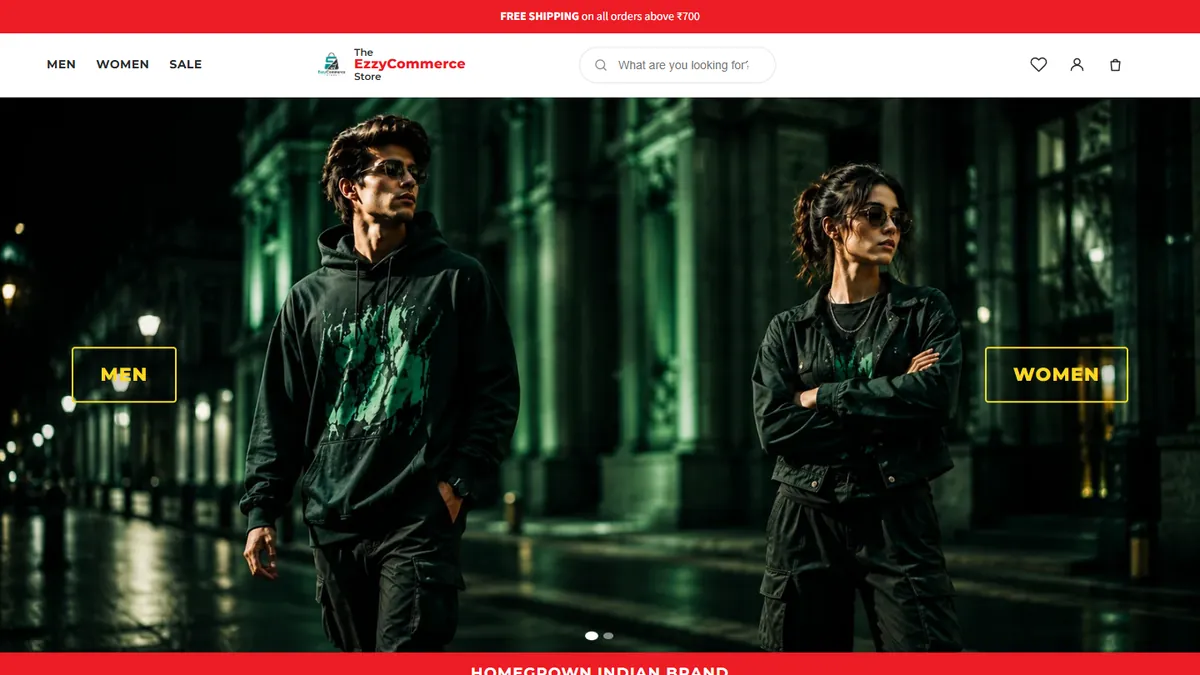 FREE SHIPPING on all orders above ₹700
MEN WOMEN SALE
The
EzzyCommerce
Store
What are you looking for?
MEN
WOMEN
HOMEGROWN INDIAN BRAND